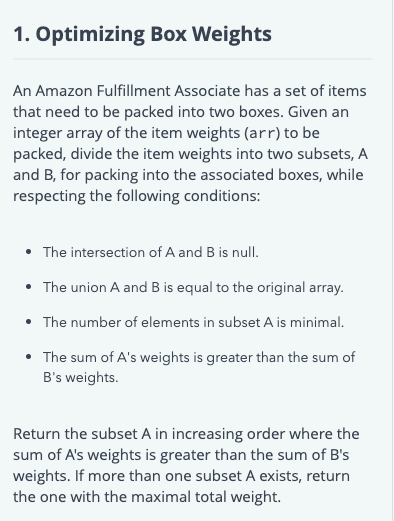 1. Optimizing Box Weights
An Amazon Fulfillment Associate has a set of items
that need to be packed into two boxes. Given an
integer array of the item weights (arr) to be
packed, divide the item weights into two subsets, A
and B, for packing into the associated boxes, while
respecting the following conditions:
• The intersection of A and B is null.
• The union A and B is equal to the original array.
• The number of elements in subset A is minimal.
• The sum of A's weights is greater than the sum of
B's weights.
Return the subset A in increasing order where the
sum of A's weights is greater than the sum of B's
weights. If more than one subset A exists, return
the one with the maximal total weight.